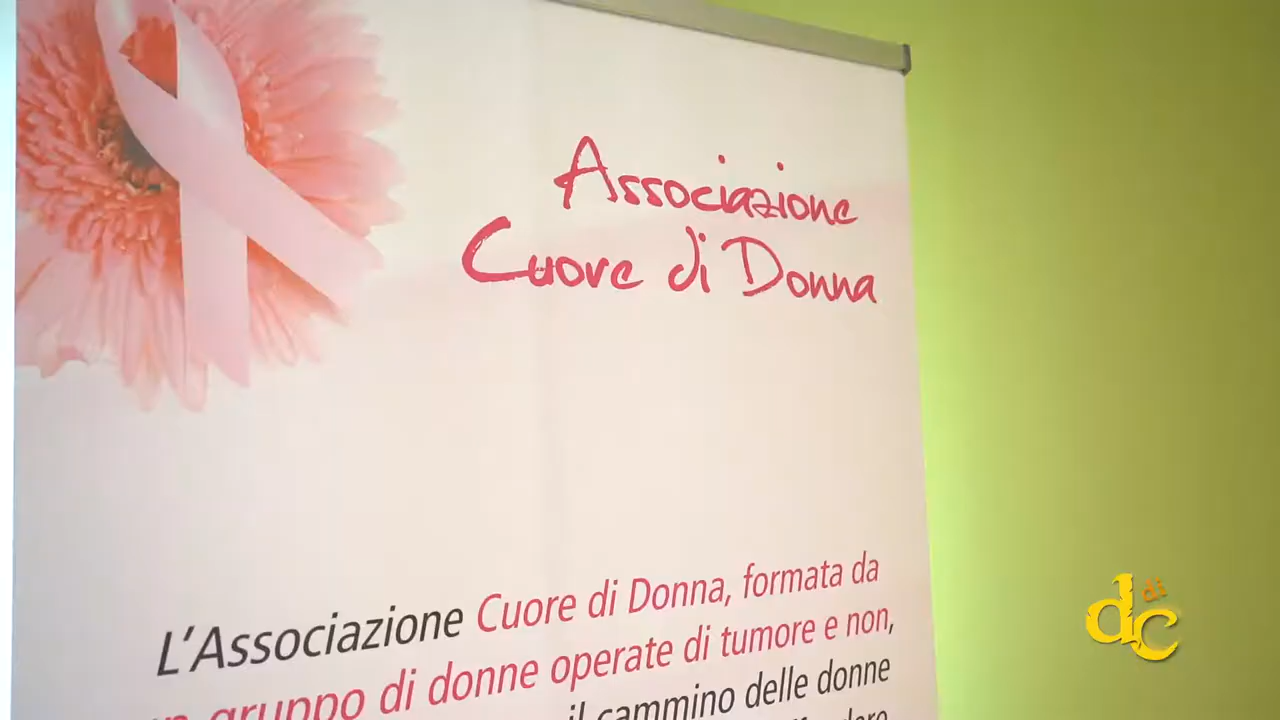 Associazione
Cuore di Donna
L'Associazione Cuore di Donna, formata da
gruppo di donne operate di tumore e non,
il cammino delle donne
d di c